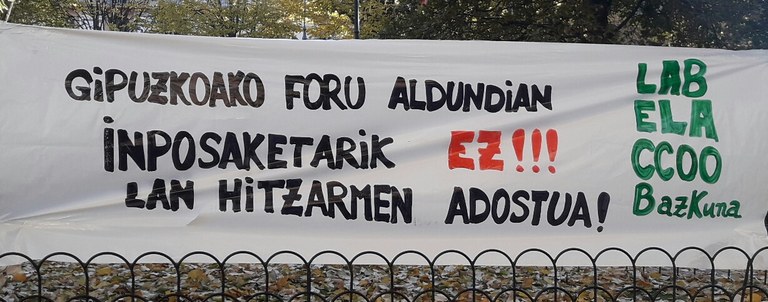 GIPUZKOAKO FORU ALDUNDIAN
INPOSAKETARIK EZ!!!
LAN HITZARMEN ADOSTUA!
LAB
ELA
CCOO
Bazkuna